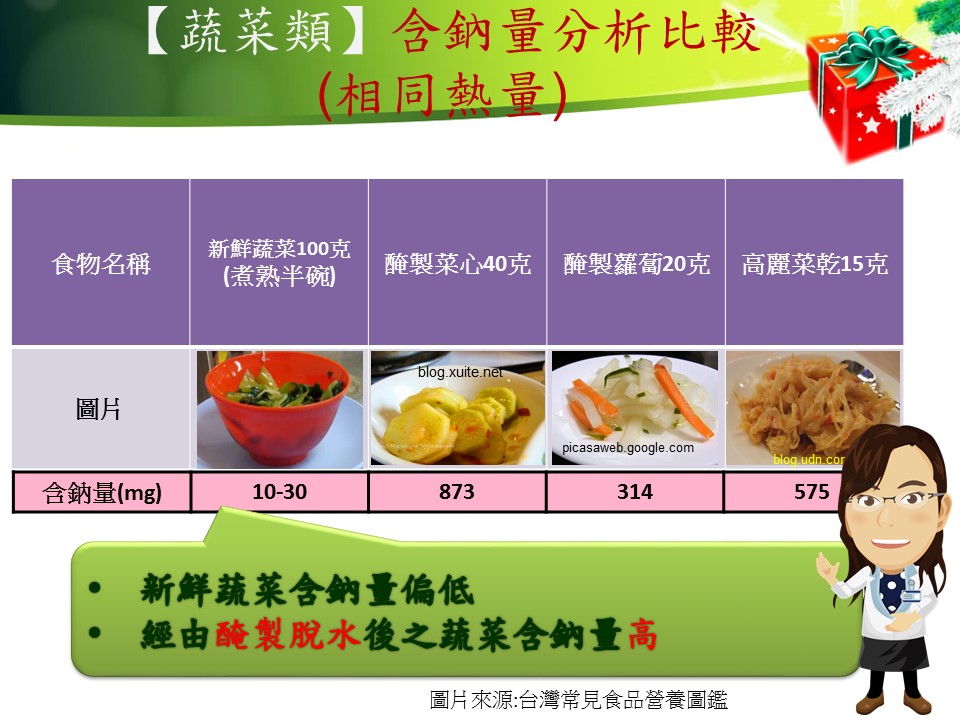 【蔬菜類】含鈉量分析比較
(相同熱量)
食物名稱
新鮮蔬菜100克
(煮熟半碗)
醃製菜心40克
醃製蘿蔔20克
高麗菜乾15克
圖片
blog.xuite.net
picasaweb.google.com
blog.udn.com
含鈉量(mg)
10-30
873
314
575
• 新鮮蔬菜含鈉量偏低
• 經由醃製脫水後之蔬菜含鈉量高
圖片來源:台灣常見食品營養圖鑑